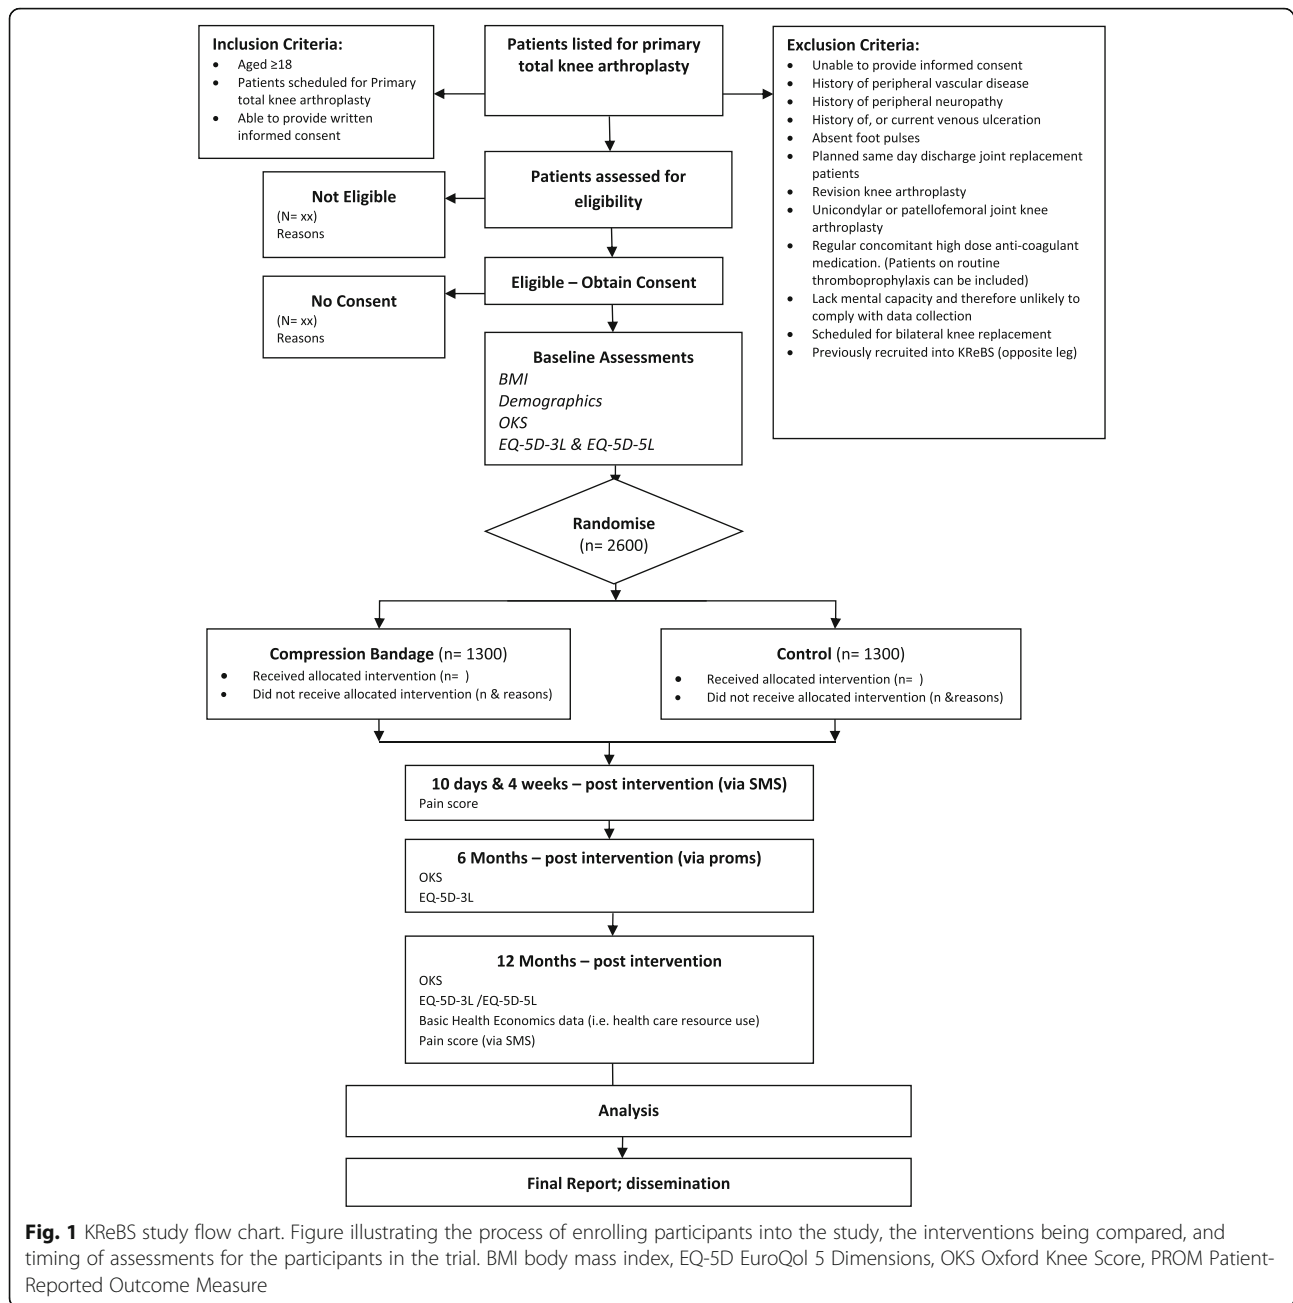 Inclusion Criteria:
• Aged ≥18
• Patients scheduled for Primary
total knee arthroplasty
• Able to provide written
informed consent
Patients listed for primary
total knee arthroplasty
Exclusion Criteria:
• Unable to provide informed consent
• History of peripheral vascular disease
• History of peripheral neuropathy
• History of, or current venous ulceration
• Absent foot pulses
• Planned same day discharge joint replacement
patients
• Revision knee arthroplasty
• Unicondylar or patellofemoral joint knee
arthroplasty
• Regular concomitant high dose anti-coagulant
medication. (Patients on routine
thromboprophylaxis can be included)
• Lack mental capacity and therefore unlikely to
comply with data collection
• Scheduled for bilateral knee replacement
• Previously recruited into KReBS (opposite leg)
Patients assessed for
eligibility
Not Eligible
(N= xx)
Reasons
Eligible – Obtain Consent
No Consent
(N= xx)
Reasons
Baseline Assessments
BMI
Demographics
OKS
EQ-5D-3L & EQ-5D-5L
Randomise
(n= 2600)
Compression Bandage (n= 1300)
• Received allocated intervention (n= )
• Did not receive allocated intervention (n & reasons)
Control (n= 1300)
• Received allocated intervention (n= )
• Did not receive allocated intervention (n &reasons)
10 days & 4 weeks – post intervention (via SMS)
Pain score
6 Months – post intervention (via proms)
OKS
EQ-5D-3L
12 Months – post intervention
OKS
EQ-5D-3L /EQ-5D-5L
Basic Health Economics data (i.e. health care resource use)
Pain score (via SMS)
Analysis
Final Report; dissemination
Fig. 1 KReBS study flow chart. Figure illustrating the process of enrolling participants into the study, the interventions being compared, and
timing of assessments for the participants in the trial. BMI body mass index, EQ-5D EuroQol 5 Dimensions, OKS Oxford Knee Score, PROM Patient-
Reported Outcome Measure